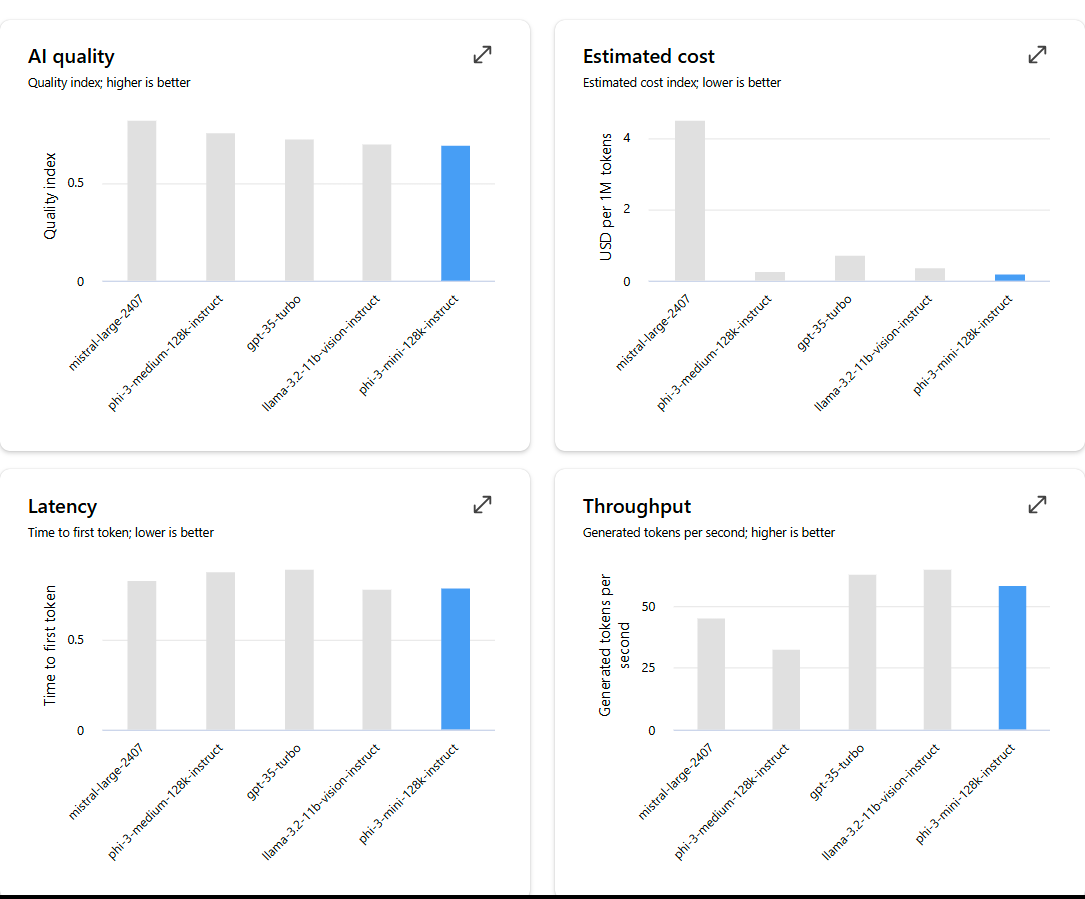 AI quality
Quality index; higher is better
Quality index
0.5
0
mistral-large-2407
phi-3-medium-128k-instruct
gpt-35-turbo
llama-3.2-11b-vision-instruct
phi-3-mini-128k-instruct
Estimated cost
Estimated cost index; lower is better
USD per 1M tokens
4
2
0
mistral-large-2407
phi-3-medium-128k-instruct
gpt-35-turbo
llama-3.2-11b-vision-instruct
phi-3-mini-128k-instruct
Latency
Time to first token; lower is better
Time to first token
0.5
0
mistral-large-2407
phi-3-medium-128k-instruct
gpt-35-turbo
llama-3.2-11b-vision-instruct
phi-3-mini-128k-instruct
Throughput
Generated tokens per second; higher is better
Generated tokens per
second
50
25
0
mistral-large-2407
phi-3-medium-128k-instruct
gpt-35-turbo
llama-3.2-11b-vision-instruct
phi-3-mini-128k-instruct